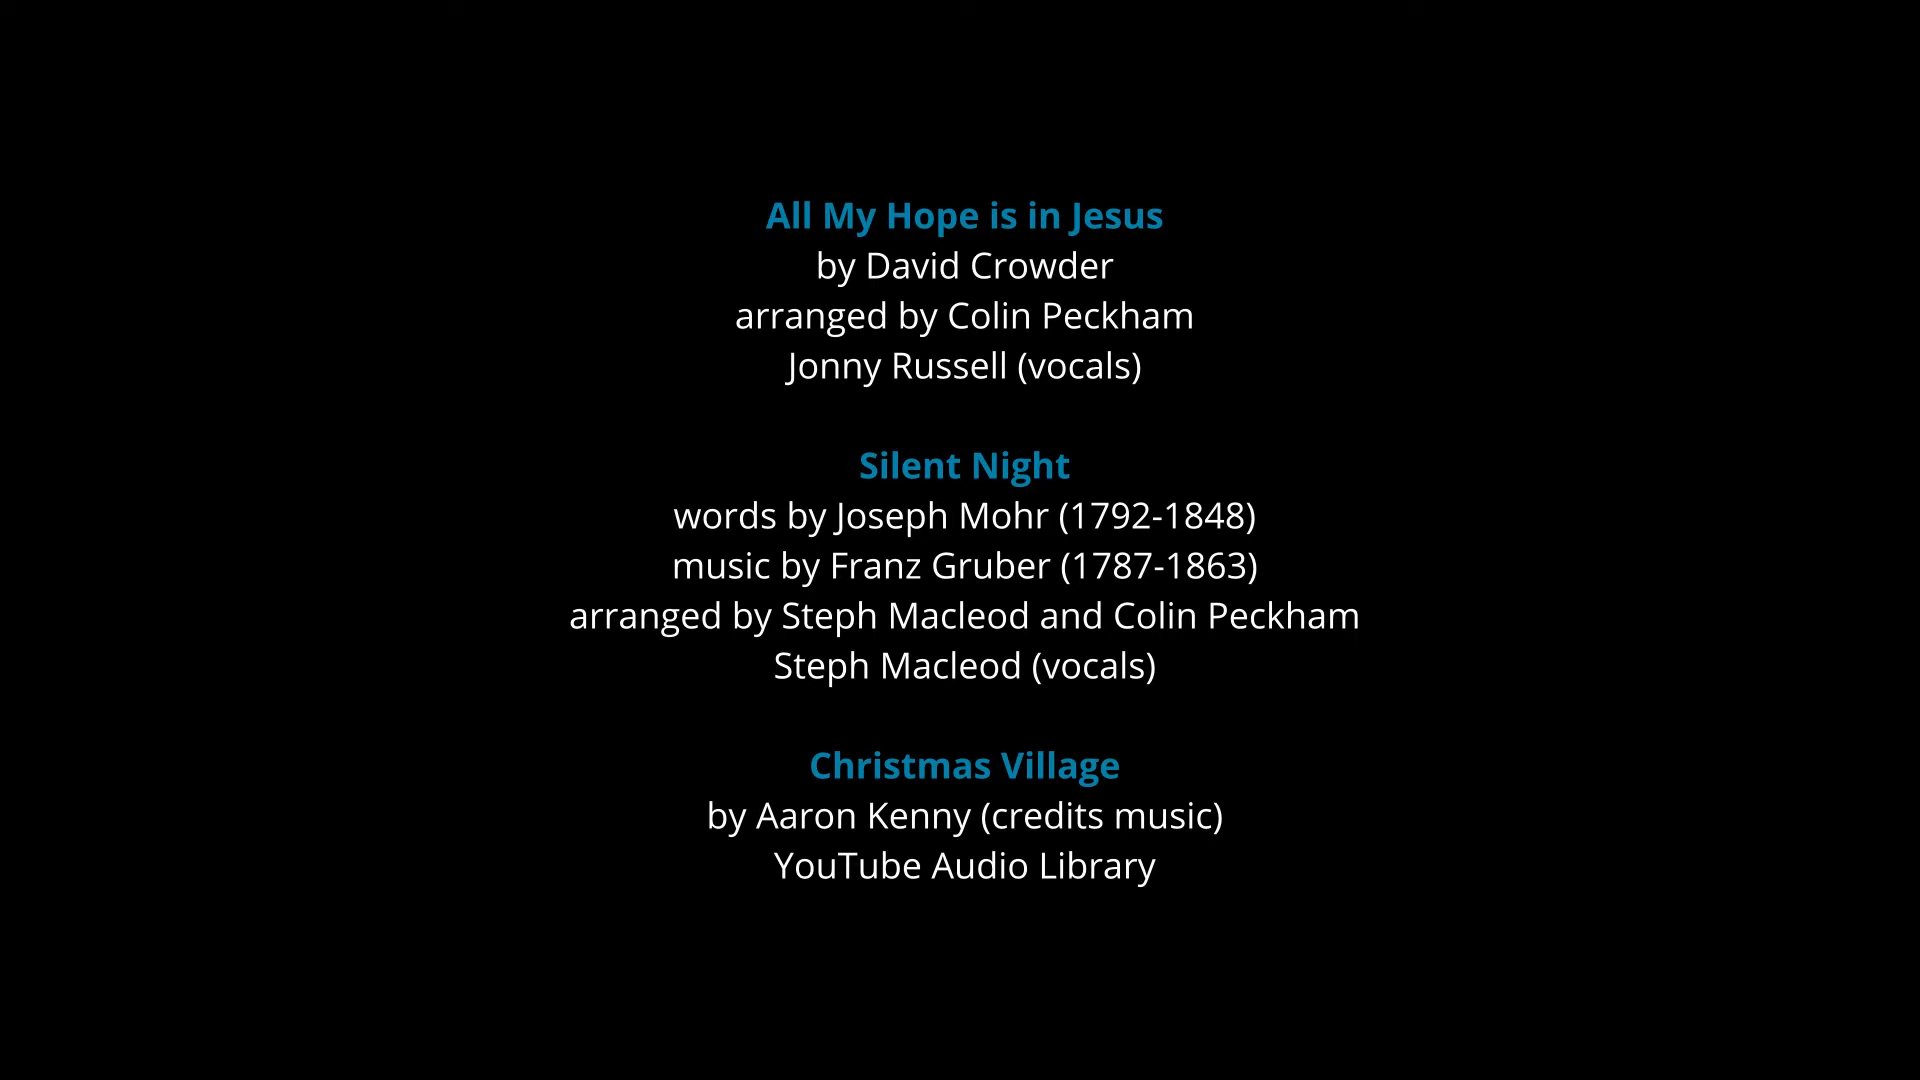 All My Hope is in Jesus
by David Crowder
arranged by Colin Peckham
Jonny Russell (vocals)
Silent Night
words by Joseph Mohr (1792-1848)
music by Franz Gruber (1787-1863)
arranged by Steph Macleod and Colin Peckham
Steph Macleod (vocals)
Christmas Village
by Aaron Kenny (credits music)
YouTube Audio Library